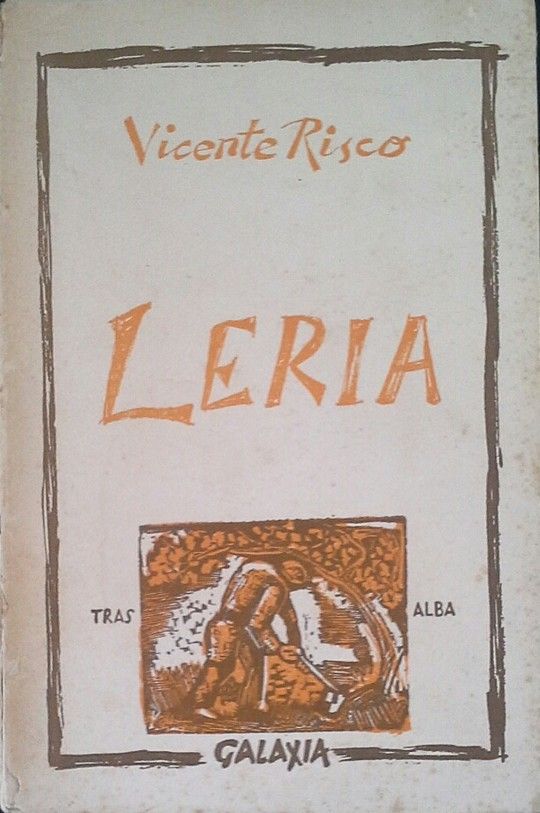 Vicente Risco
LERIA
TRAS ALBA
GALAXIA